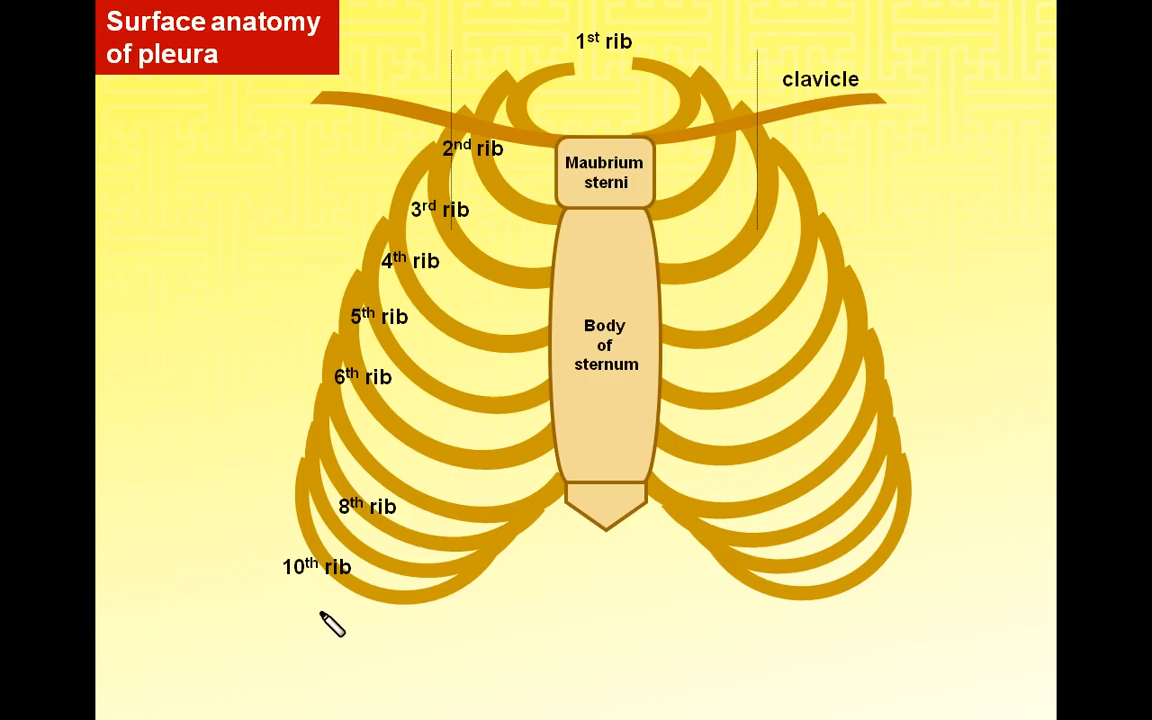 Surface anatomy
of pleura
1st rib
clavicle
2nd rib
Maubrium
sterni
3rd rib
4th rib
5th rib
Body
of
sternum
6th rib
8th rib
10th rib